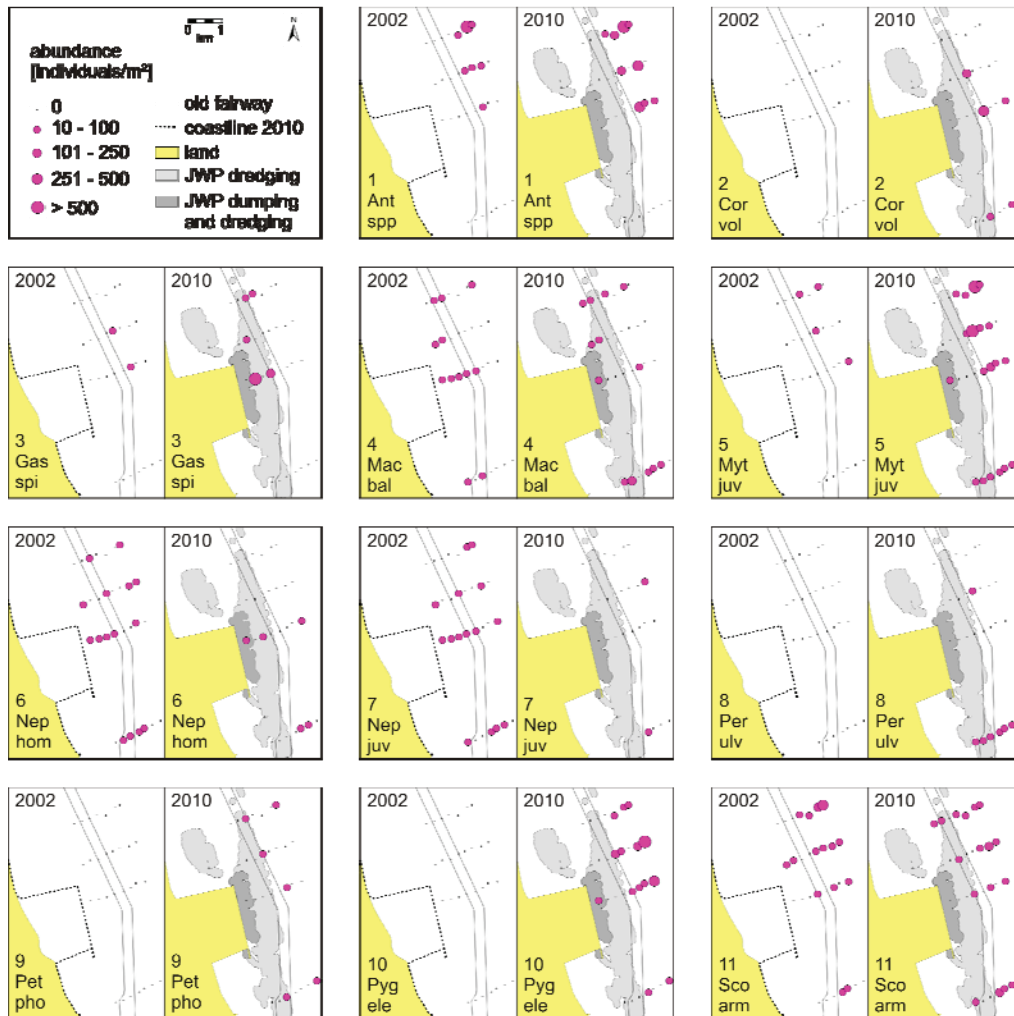 0 1
km
N
abundance
[individuals/m²]
0
10 - 100
101 - 250
251 - 500
> 500
old fairway
coastline 2010
land
JWP dredging
JWP dumping
and dredging
2002
1
Ant
spp
2010
1
Ant
spp
2002
2
Cor
vol
2010
2
Cor
vol
2002
3
Gas
spi
2010
3
Gas
spi
2002
4
Mac
bal
2010
4
Mac
bal
2002
5
Myt
juv
2010
5
Myt
juv
2002
6
Nep
hom
2010
6
Nep
hom
2002
7
Nep
juv
2010
7
Nep
juv
2002
8
Per
ulv
2010
8
Per
ulv
2002
9
Pet
pho
2010
9
Pet
pho
2002
10
Pyg
ele
2010
10
Pyg
ele
2002
11
Sco
arm
2010
11
Sco
arm